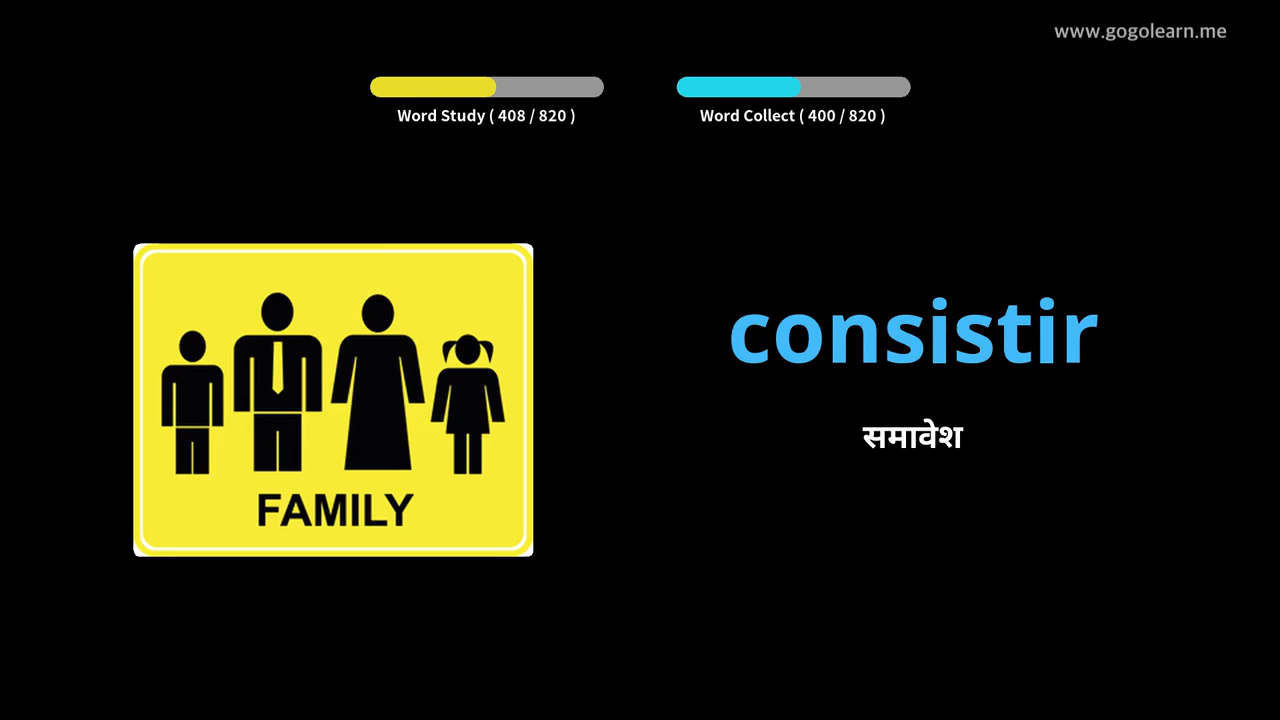 www.gogolearn.me
Word Study ( 408 / 820 )
Word Collect ( 400 / 820 )
FAMILY
consistir
समावेश